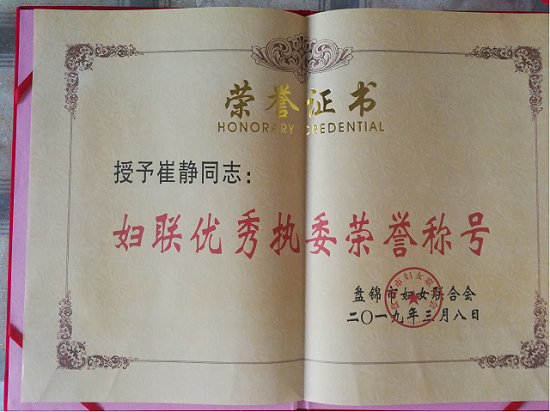 荣誉证书
HONORARY CREDENTIAL
授予崔静同志：
妇联优秀执委荣誉称号
盘锦市妇女联合会
二〇一九年三月八日